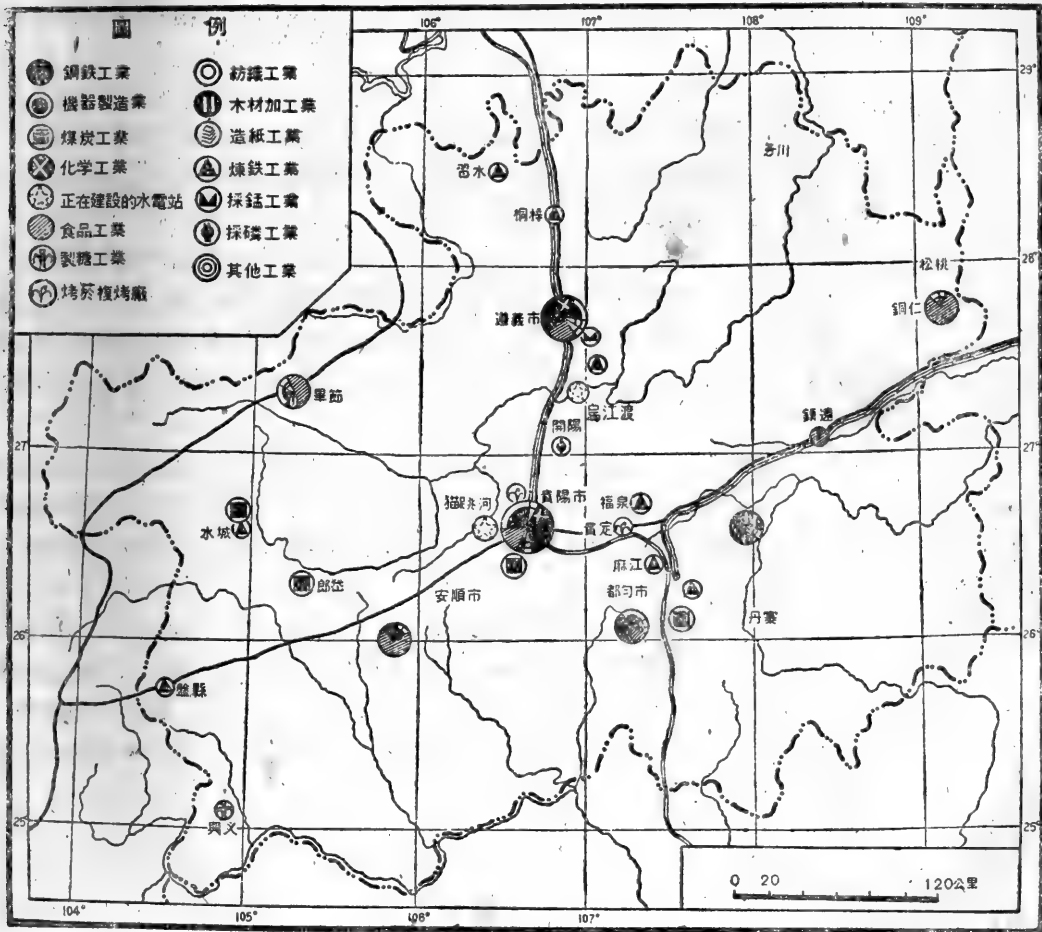 圖 例
鋼鉄工業
機器製造業
煤炭工業
化学工業
正在建設的水電站
食品工業
製糖工業
烤菸複烤廠
紡織工業
木材加工業
造紙工業
煉鉄工業
採錳工業
採磷工業
其他工業
106°
107°
108°
109°
29°
習水
桐梓
28°
松桃
銅仁
遵義市
畢節
烏江渡
鎮遠
27°
27°
開陽
貓跳河
貴陽市
福泉
貴定
水城
麻江
郎岱
安順市
都匀市
丹寨
26°
26°
盤縣
興义
25°
25°
0 20 120公里
104°
105°
106°
107°